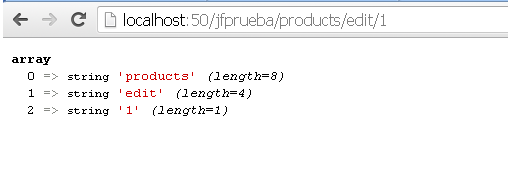 localhost:50/jfprueba/products/edit/1
array
0 => string 'products' (length=8)
1 => string 'edit' (length=4)
2 => string '1' (length=1)